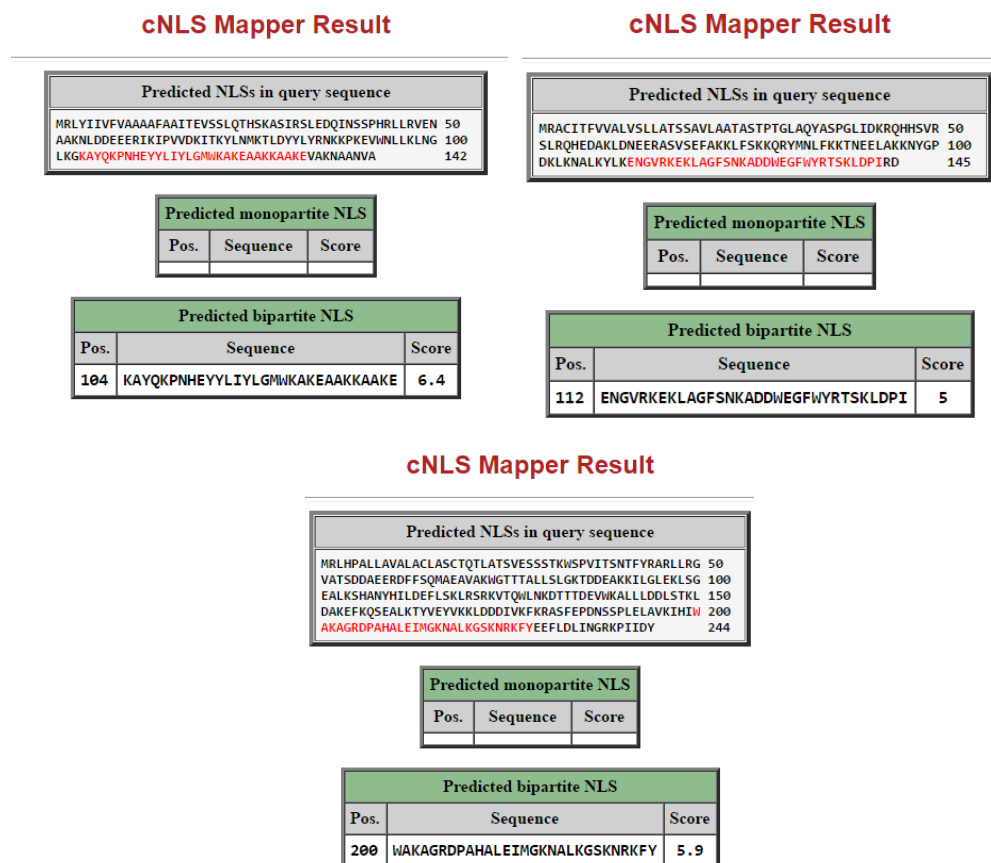 cNLS Mapper Result
Predicted NLSs in query sequence
MRLYIIVFVAAAAFAAITEVSSLQTHSKASIRSLEDQINSSPHRLLRVEN 50
AAKNLDDEEERIKIPVVDKITKYLNMKTLDYYLYRNKKPKEVWNLLKLNG 100
LKGKAYQKPNHEYYLIYLGMWKAKEAAKKAAKEVAKNAANVA 142
Predicted monopartite NLS
Pos. Sequence Score
Predicted bipartite NLS
Pos. Sequence Score
104 KAYQKPNHEYYLIYLGMWKAKEAAKKAAKE 6.4
cNLS Mapper Result
Predicted NLSs in query sequence
MRACITFVVALVSLLATSSAVLAATASTPTGLAQYASPGLIDKRQHHSVR 50
SLRQHEDAKLDNEERASVSEFAKKLFSKKQRYMNLFKKTNEELAKKNYGP 100
DKLKNALKYLKENGVRKEKLAGFSNKADDWEGFWYRTSKLDPIRD 145
Predicted monopartite NLS
Pos. Sequence Score
Predicted bipartite NLS
Pos. Sequence Score
112 ENGVRKEKLAGFSNKADDWEGFWYRTSKLDPI 5
cNLS Mapper Result
Predicted NLSs in query sequence
MRLHPALLAVALACLASCTQTLATSVESSSTKWSPVITSNTFYRARLLRG 50
VATSDDAEERDFFSQMAEAVAKWGTTTALLSLGKTDDEAKKILGLEKLSG 100
EALKSHANYHILDEFLSKLRSRKVTQWLNKDTTTDEVWKALLLDDLSTKL 150
DAKEFKQSEALKTYVEYVKKLDDDIVKFKRASFEPDNSSPLELAVKIHIW 200
AKAGRDPAHALEIMGKNALKGSKNRKFYEEFLDLINGRKPIIDY 244
Predicted monopartite NLS
Pos. Sequence Score
Predicted bipartite NLS
Pos. Sequence Score
200 WAKAGRDPAHALEIMGKNALKGSKNRKFY 5.9